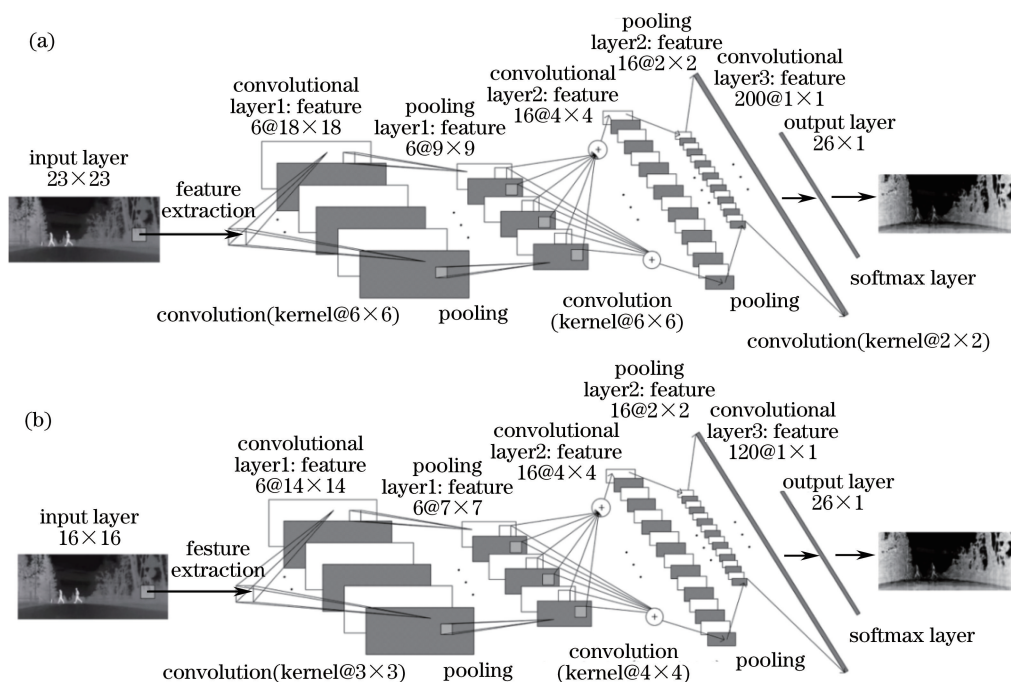 (a)
input layer
23×23
feature
extraction
convolutional
layer1: feature
6@18×18
pooling
layer1: feature
6@9×9
convolutional
layer2: feature
16@4×4
pooling
layer2: feature
16@2×2
convolutional
layer3: feature
200@1×1
output layer
26×1
softmax layer
convolution(kernel@6×6)
pooling
convolution
(kernel@6×6)
pooling
convolution(kernel@2×2)
(b)
input layer
16×16
festure
extraction
convolutional
layer1: feature
6@14×14
pooling
layer1: feature
6@7×7
convolutional
layer2: feature
16@4×4
pooling
layer2: feature
16@2×2
convolutional
layer3: feature
120@1×1
output layer
26×1
softmax layer
convolution(kernel@3×3)
pooling
convolution
(kernel@4×4)
pooling